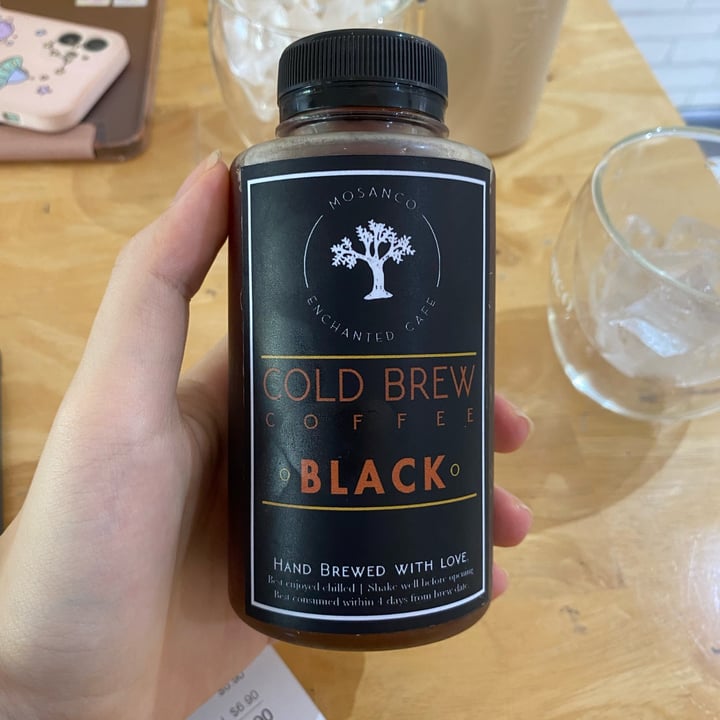 MOSANCO
ENCHANTED CAFE
COLD BREW
COFFEE
BLACK
HAND BREWED WITH LOVE.
Best enjoyed chilled | Shake well before opening
Best consumed within 4 days from brew date.
$6.90